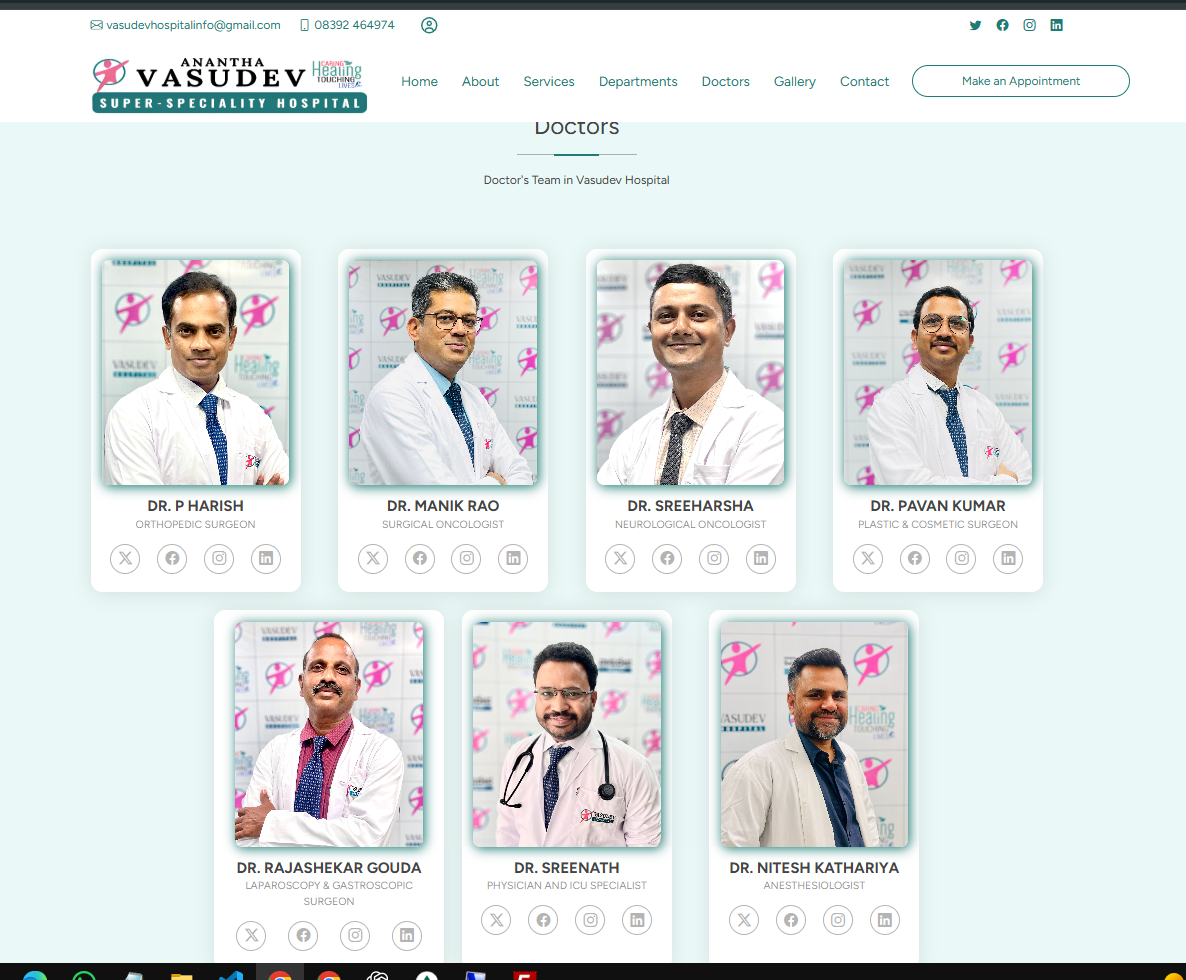 vasudevhospitalinfo@gmail.com 08392 464974
ANANTHA
VASUDEV
SUPER-SPECIALITY HOSPITAL
CARING
Healing
TOUCHING
LIVES
Home About Services Departments Doctors Gallery Contact Make an Appointment
Doctors
Doctor's Team in Vasudev Hospital
DR. P HARISH
ORTHOPEDIC SURGEON
DR. MANIK RAO
SURGICAL ONCOLOGIST
DR. SREEHARSHA
NEUROLOGICAL ONCOLOGIST
DR. PAVAN KUMAR
PLASTIC & COSMETIC SURGEON
DR. RAJASHEKAR GOUDA
LAPAROSCOPY & GASTROSCOPIC
SURGEON
DR. SREENATH
PHYSICIAN AND ICU SPECIALIST
DR. NITESH KATHARIYA
ANESTHESIOLOGIST